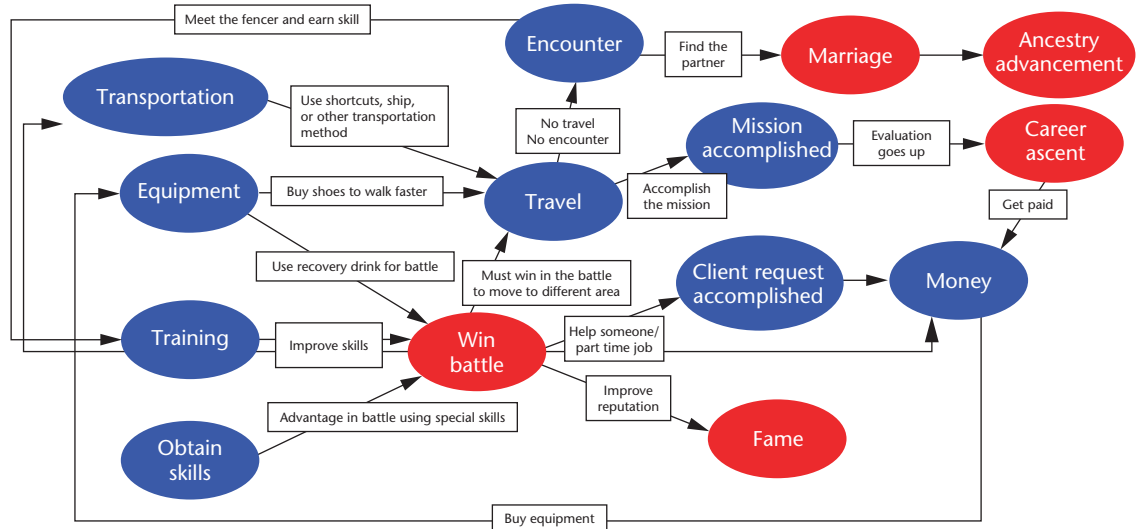 Meet the fencer and earn skill
Encounter
Find the
partner
Marriage
Ancestry
advancement
Transportation
Use shortcuts, ship,
or other transportation
method
No travel
No encounter
Mission
accomplished
Evaluation
goes up
Career
ascent
Equipment
Buy shoes to walk faster
Travel
Accomplish
the mission
Get paid
Use recovery drink for battle
Must win in the battle
to move to different area
Client request
accomplished
Money
Training
Improve skills
Win
battle
Help someone/
part time job
Improve
reputation
Advantage in battle using special skills
Fame
Obtain
skills
Buy equipment